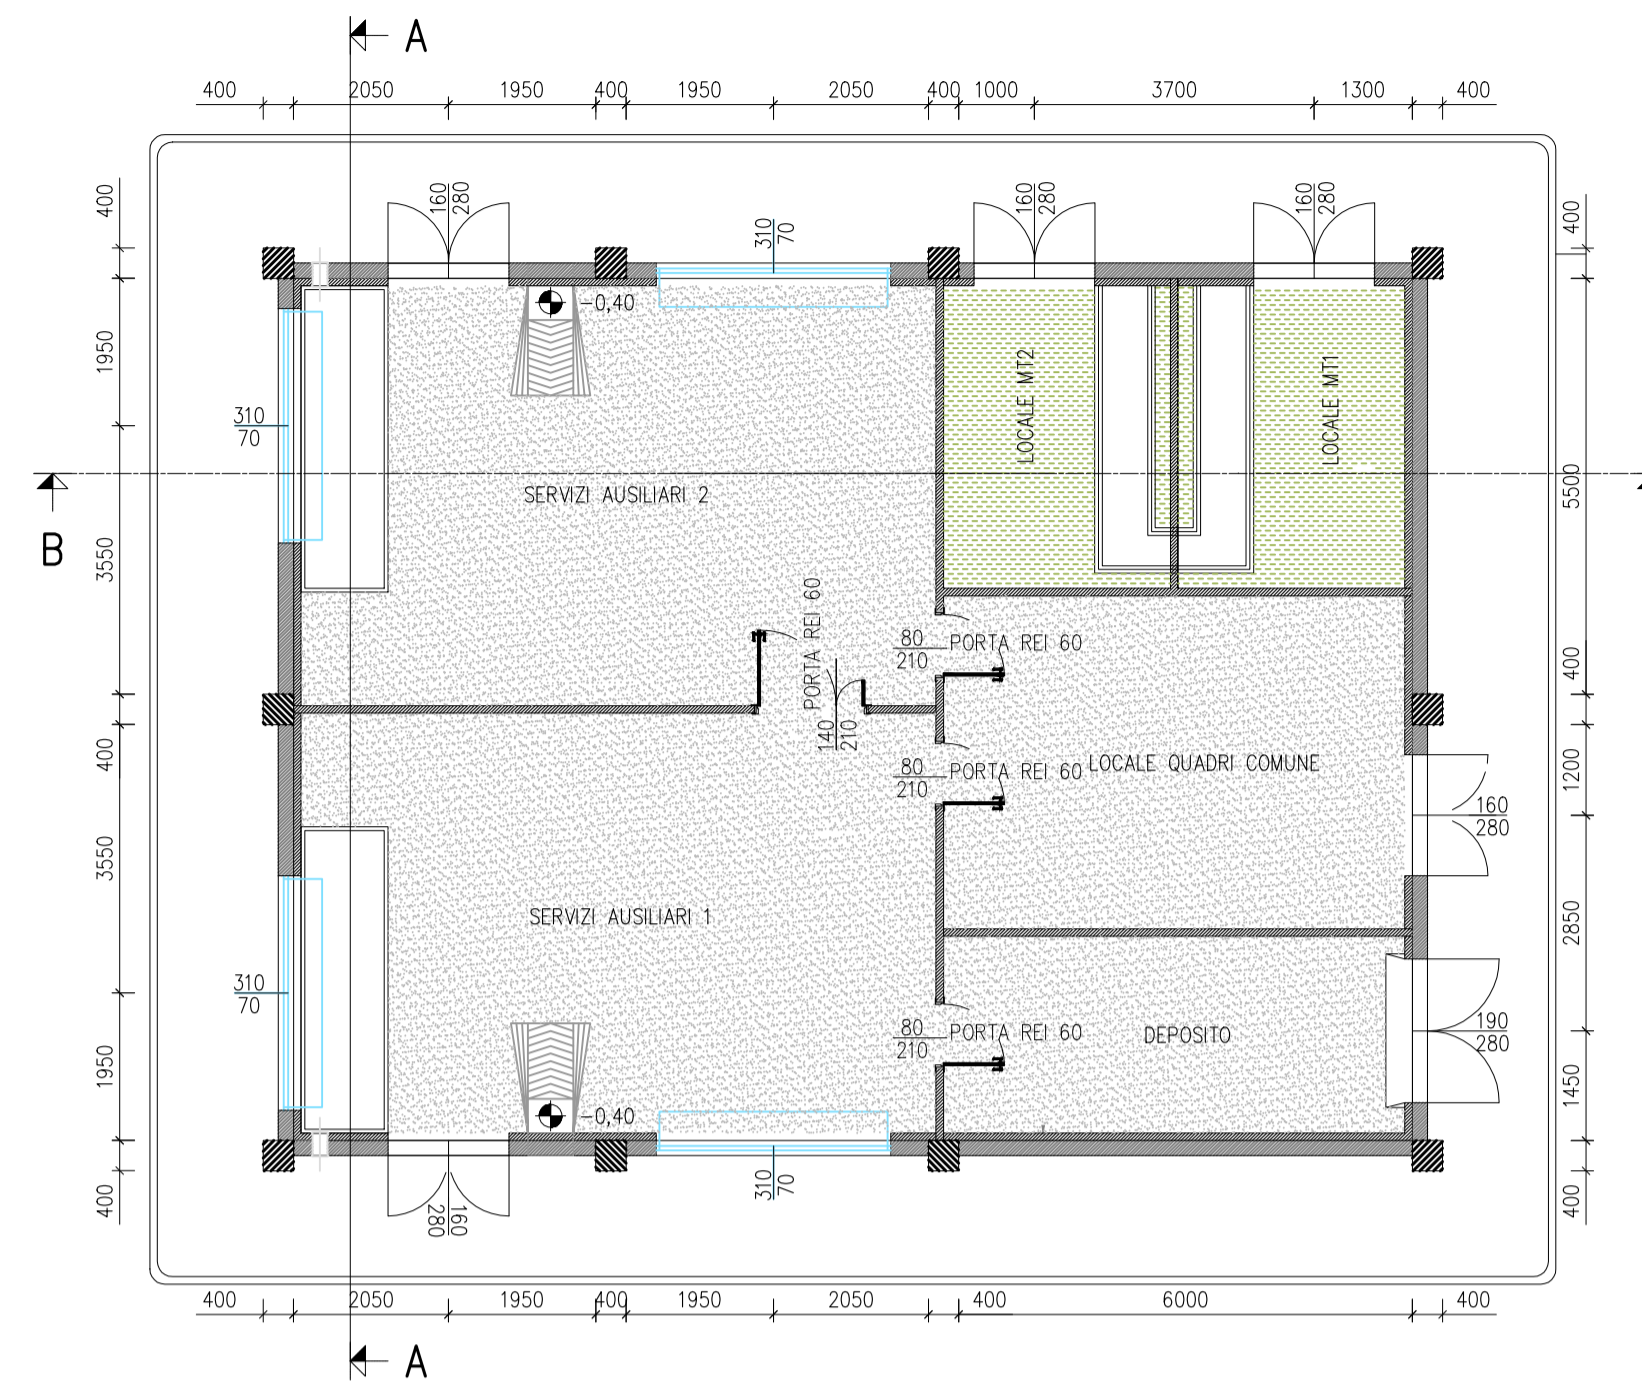 A
400 2050 1950 400 1950 2050 400 1000 3700 1300 400
400
400
160
280
310
70
160
280
160
280
-0,40
1950
LOCALE MT2
LOCALE MT1
310
70
B
SERVIZI AUSILIARI 2
5500
3550
PORTA REI 60
80
210
PORTA REI 60
400
140
210
400
80
210
PORTA REI 60
LOCALE QUADRI COMUNE
1200
160
280
3550
SERVIZI AUSILIARI 1
2850
310
70
80
210
PORTA REI 60
DEPOSITO
190
280
1950
1450
-0,40
400
400
160
280
310
70
400 2050 1950 400 1950 2050 400 6000 400
A